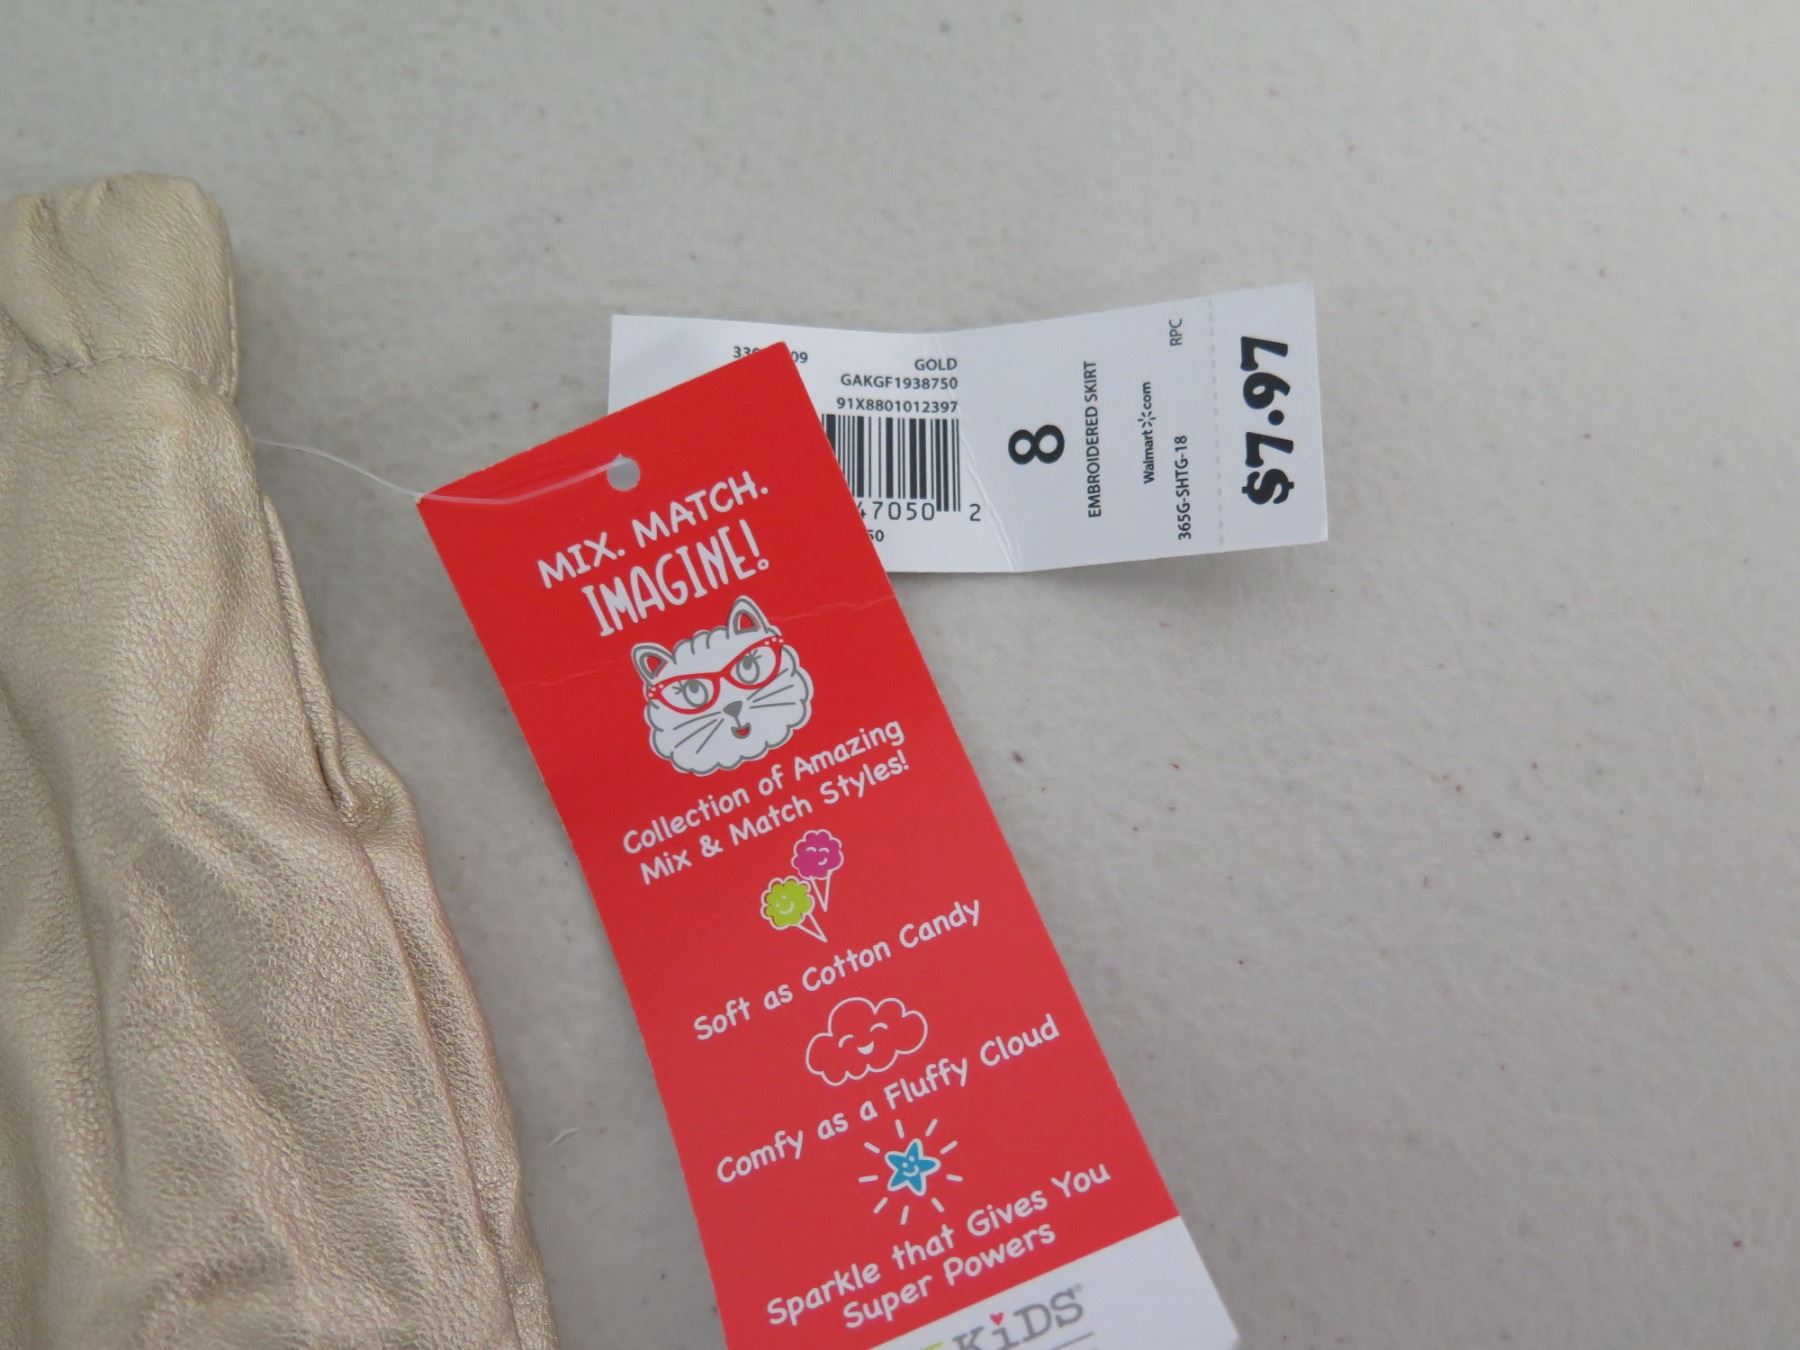 GOLD
GAKGF1938750
91X8801012397
47050 2
8
EMBROIDERED SKIRT
Walmart.com
RPC
365G-SHTG-18
$7.97
MIX. MATCH.
IMAGINE!
Collection of Amazing
Mix & Match Styles!
Soft as Cotton Candy
Comfy as a Fluffy Cloud
Sparkle that Gives You
Super Powers
KiDS